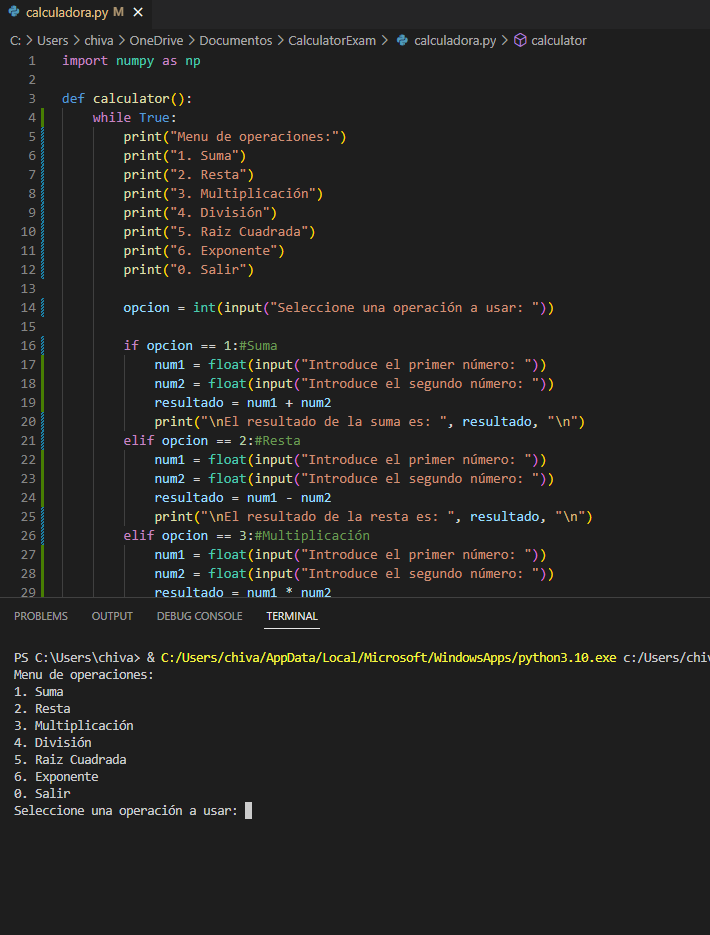 calculadora.py M
C: > Users > chiva > OneDrive > Documentos > CalculatorExam > calculadora.py > calculator
1 import numpy as np
2
3 def calculator():
4 while True:
5 print("Menu de operaciones:")
6 print("1. Suma")
7 print("2. Resta")
8 print("3. Multiplicación")
9 print("4. División")
10 print("5. Raiz Cuadrada")
11 print("6. Exponente")
12 print("0. Salir")
13
14 opcion = int(input("Seleccione una operación a usar: "))
15
16 if opcion == 1:#Suma
17 num1 = float(input("Introduce el primer número: "))
18 num2 = float(input("Introduce el segundo número: "))
19 resultado = num1 + num2
20 print("\nEl resultado de la suma es: ", resultado, "\n")
21 elif opcion == 2:#Resta
22 num1 = float(input("Introduce el primer número: "))
23 num2 = float(input("Introduce el segundo número: "))
24 resultado = num1 - num2
25 print("\nEl resultado de la resta es: ", resultado, "\n")
26 elif opcion == 3:#Multiplicación
27 num1 = float(input("Introduce el primer número: "))
28 num2 = float(input("Introduce el segundo número: "))
29 resultado = num1 * num2
PROBLEMS OUTPUT DEBUG CONSOLE TERMINAL
PS C:\Users\chiva> & C:/Users/chiva/AppData/Local/Microsoft/WindowsApps/python3.10.exe c:/Users/chiv
Menu de operaciones:
1. Suma
2. Resta
3. Multiplicación
4. División
5. Raiz Cuadrada
6. Exponente
0. Salir
Seleccione una operación a usar: